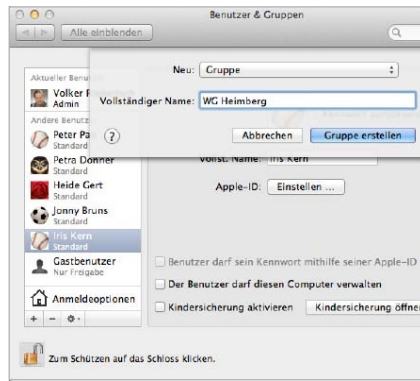 Benutzer & Gruppen
Alle einblenden
Neu: Gruppe
Vollständiger Name: WG Heimberg
? Abbrechen Gruppe erstellen
Aktueller
Volker
Admin
Andere
Peter
Standard
Petra Donner
Standard
Heide Gert
Standard
Jonny Bruns
Standard
Iris Kern
Standard
Gastbenutzer
Nur Freigabe
Anmeldeoptionen
+ −
Vollst. Name: Iris Kern
Apple-ID: Einstellen ...
Benutzer darf sein Kennwort mithilfe seiner Apple-ID
Der Benutzer darf diesen Computer verwalten
Kindersicherung aktivieren Kindersicherung öffne
Zum Schützen auf das Schloss klicken.